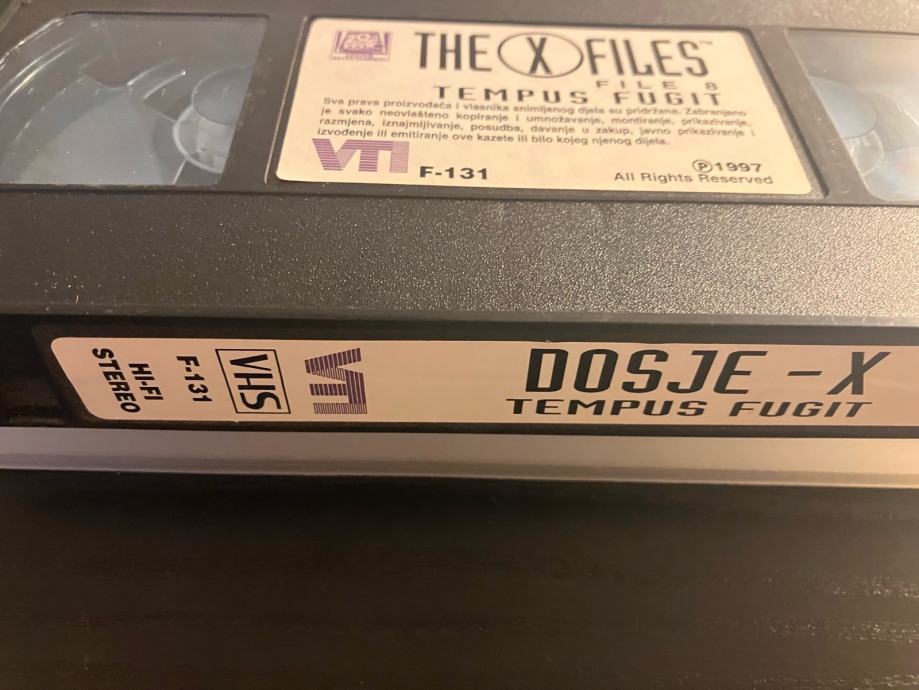 THE X FILES™
FILE 8
TEMPUS FUGIT
Sva prava proizvođača i vlasnika snimljenog djela su pridržana. Zabranjeno
je svako neovlašteno kopiranje i umnožavanje, montiranje, prikazivanje,
razmjena, iznajmljivanje, posudba, davanje u zakup, javno prikazivanje i
izvođenje ili emitiranje ove kazete ili bilo kojeg njenog dijela.
VTI
F-131
Ⓟ1997
All Rights Reserved
HI-FI
STEREO
F-131
VHS
VTI
DOSJE - X
TEMPUS FUGIT